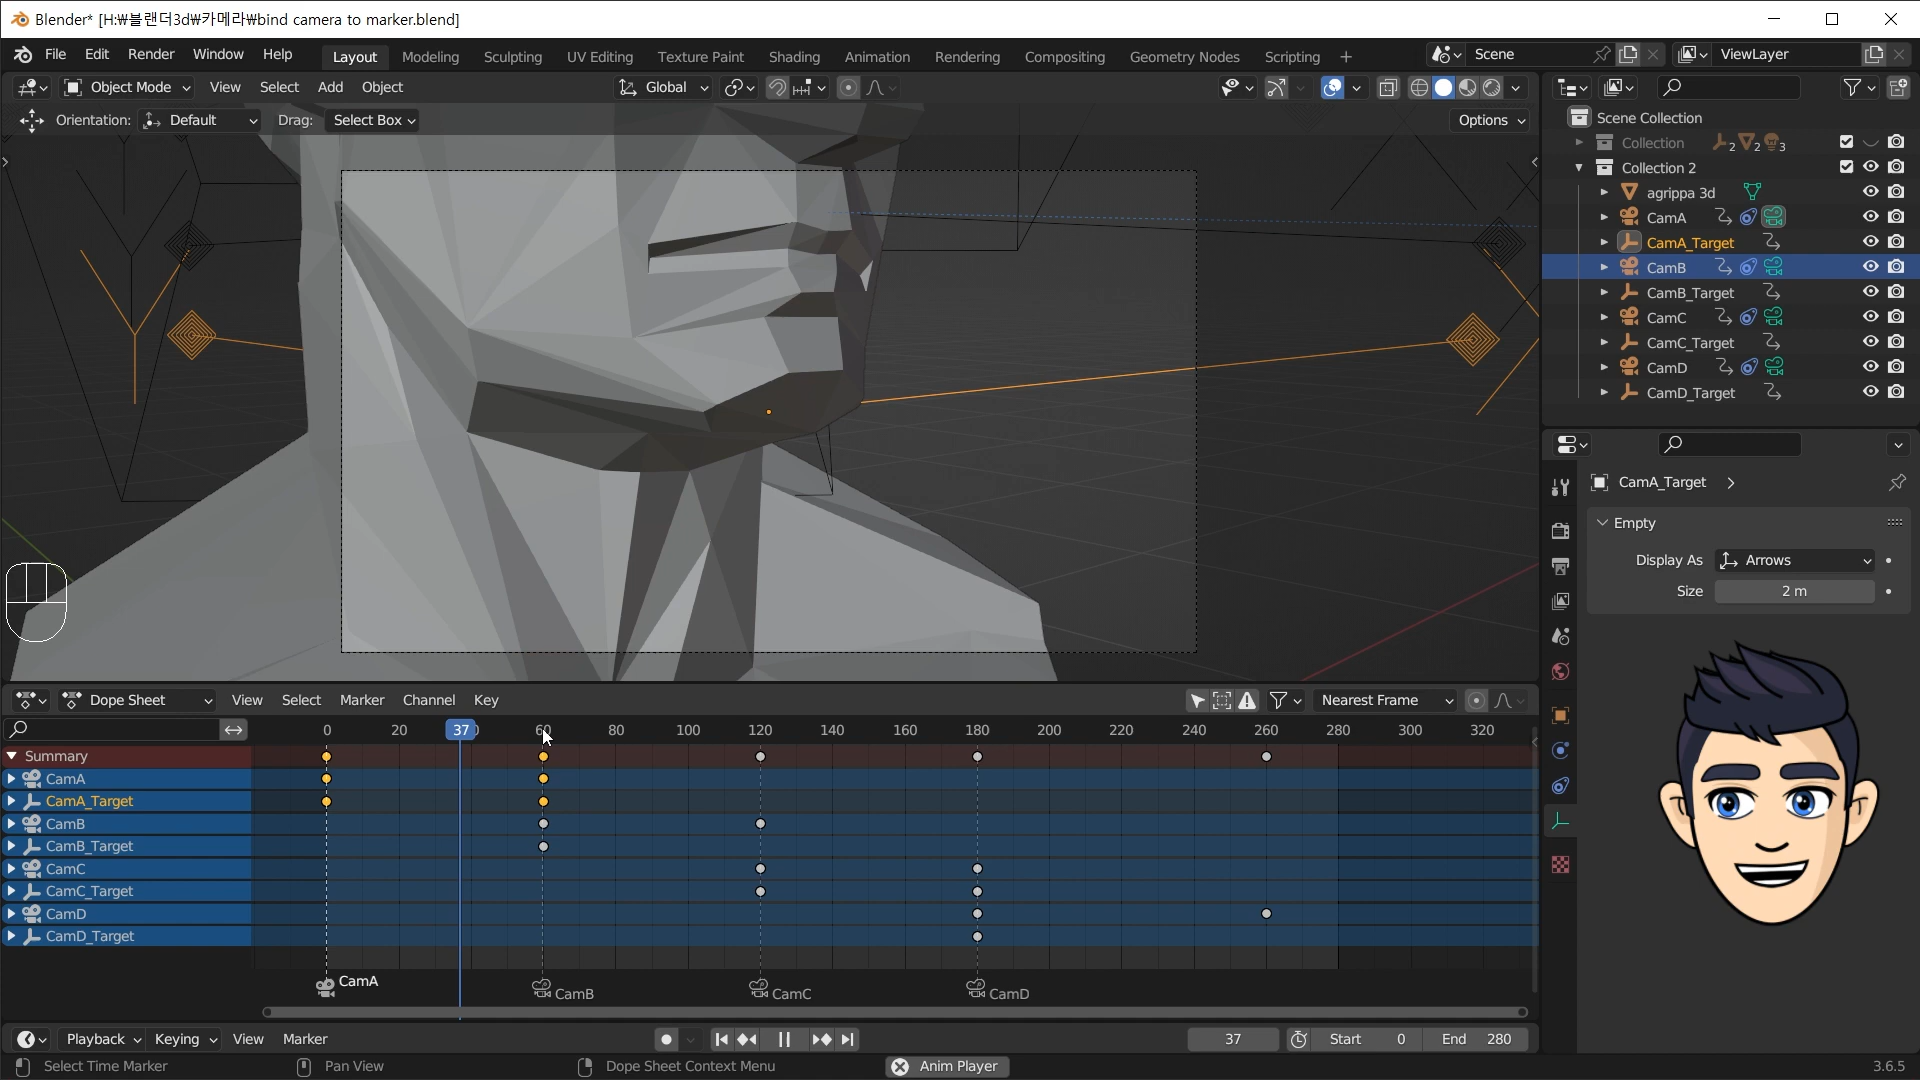 Blender* [H:₩블랜더3d₩카메라₩bind camera to marker.blend]
File Edit Render Window Help Layout Modeling Sculpting UV Editing Texture Paint Shading Animation Rendering Compositing Geometry Nodes Scripting + Scene ViewLayer
Object Mode View Select Add Object Global
Orientation: Default Drag: Select Box Options
Scene Collection
Collection 2 2 3
Collection 2
agrippa 3d
CamA
CamA_Target
CamB
CamB_Target
CamC
CamC_Target
CamD
CamD_Target
CamA_Target
Empty
Display As Arrows
Size 2 m
Dope Sheet View Select Marker Channel Key Nearest Frame
0 20 37 60 80 100 120 140 160 180 200 220 240 260 280 300 320
Summary
CamA
CamA_Target
CamB
CamB_Target
CamC
CamC_Target
CamD
CamD_Target
CamA CamB CamC CamD
Playback Keying View Marker 37 Start 0 End 280
Select Time Marker Pan View Dope Sheet Context Menu Anim Player 3.6.5